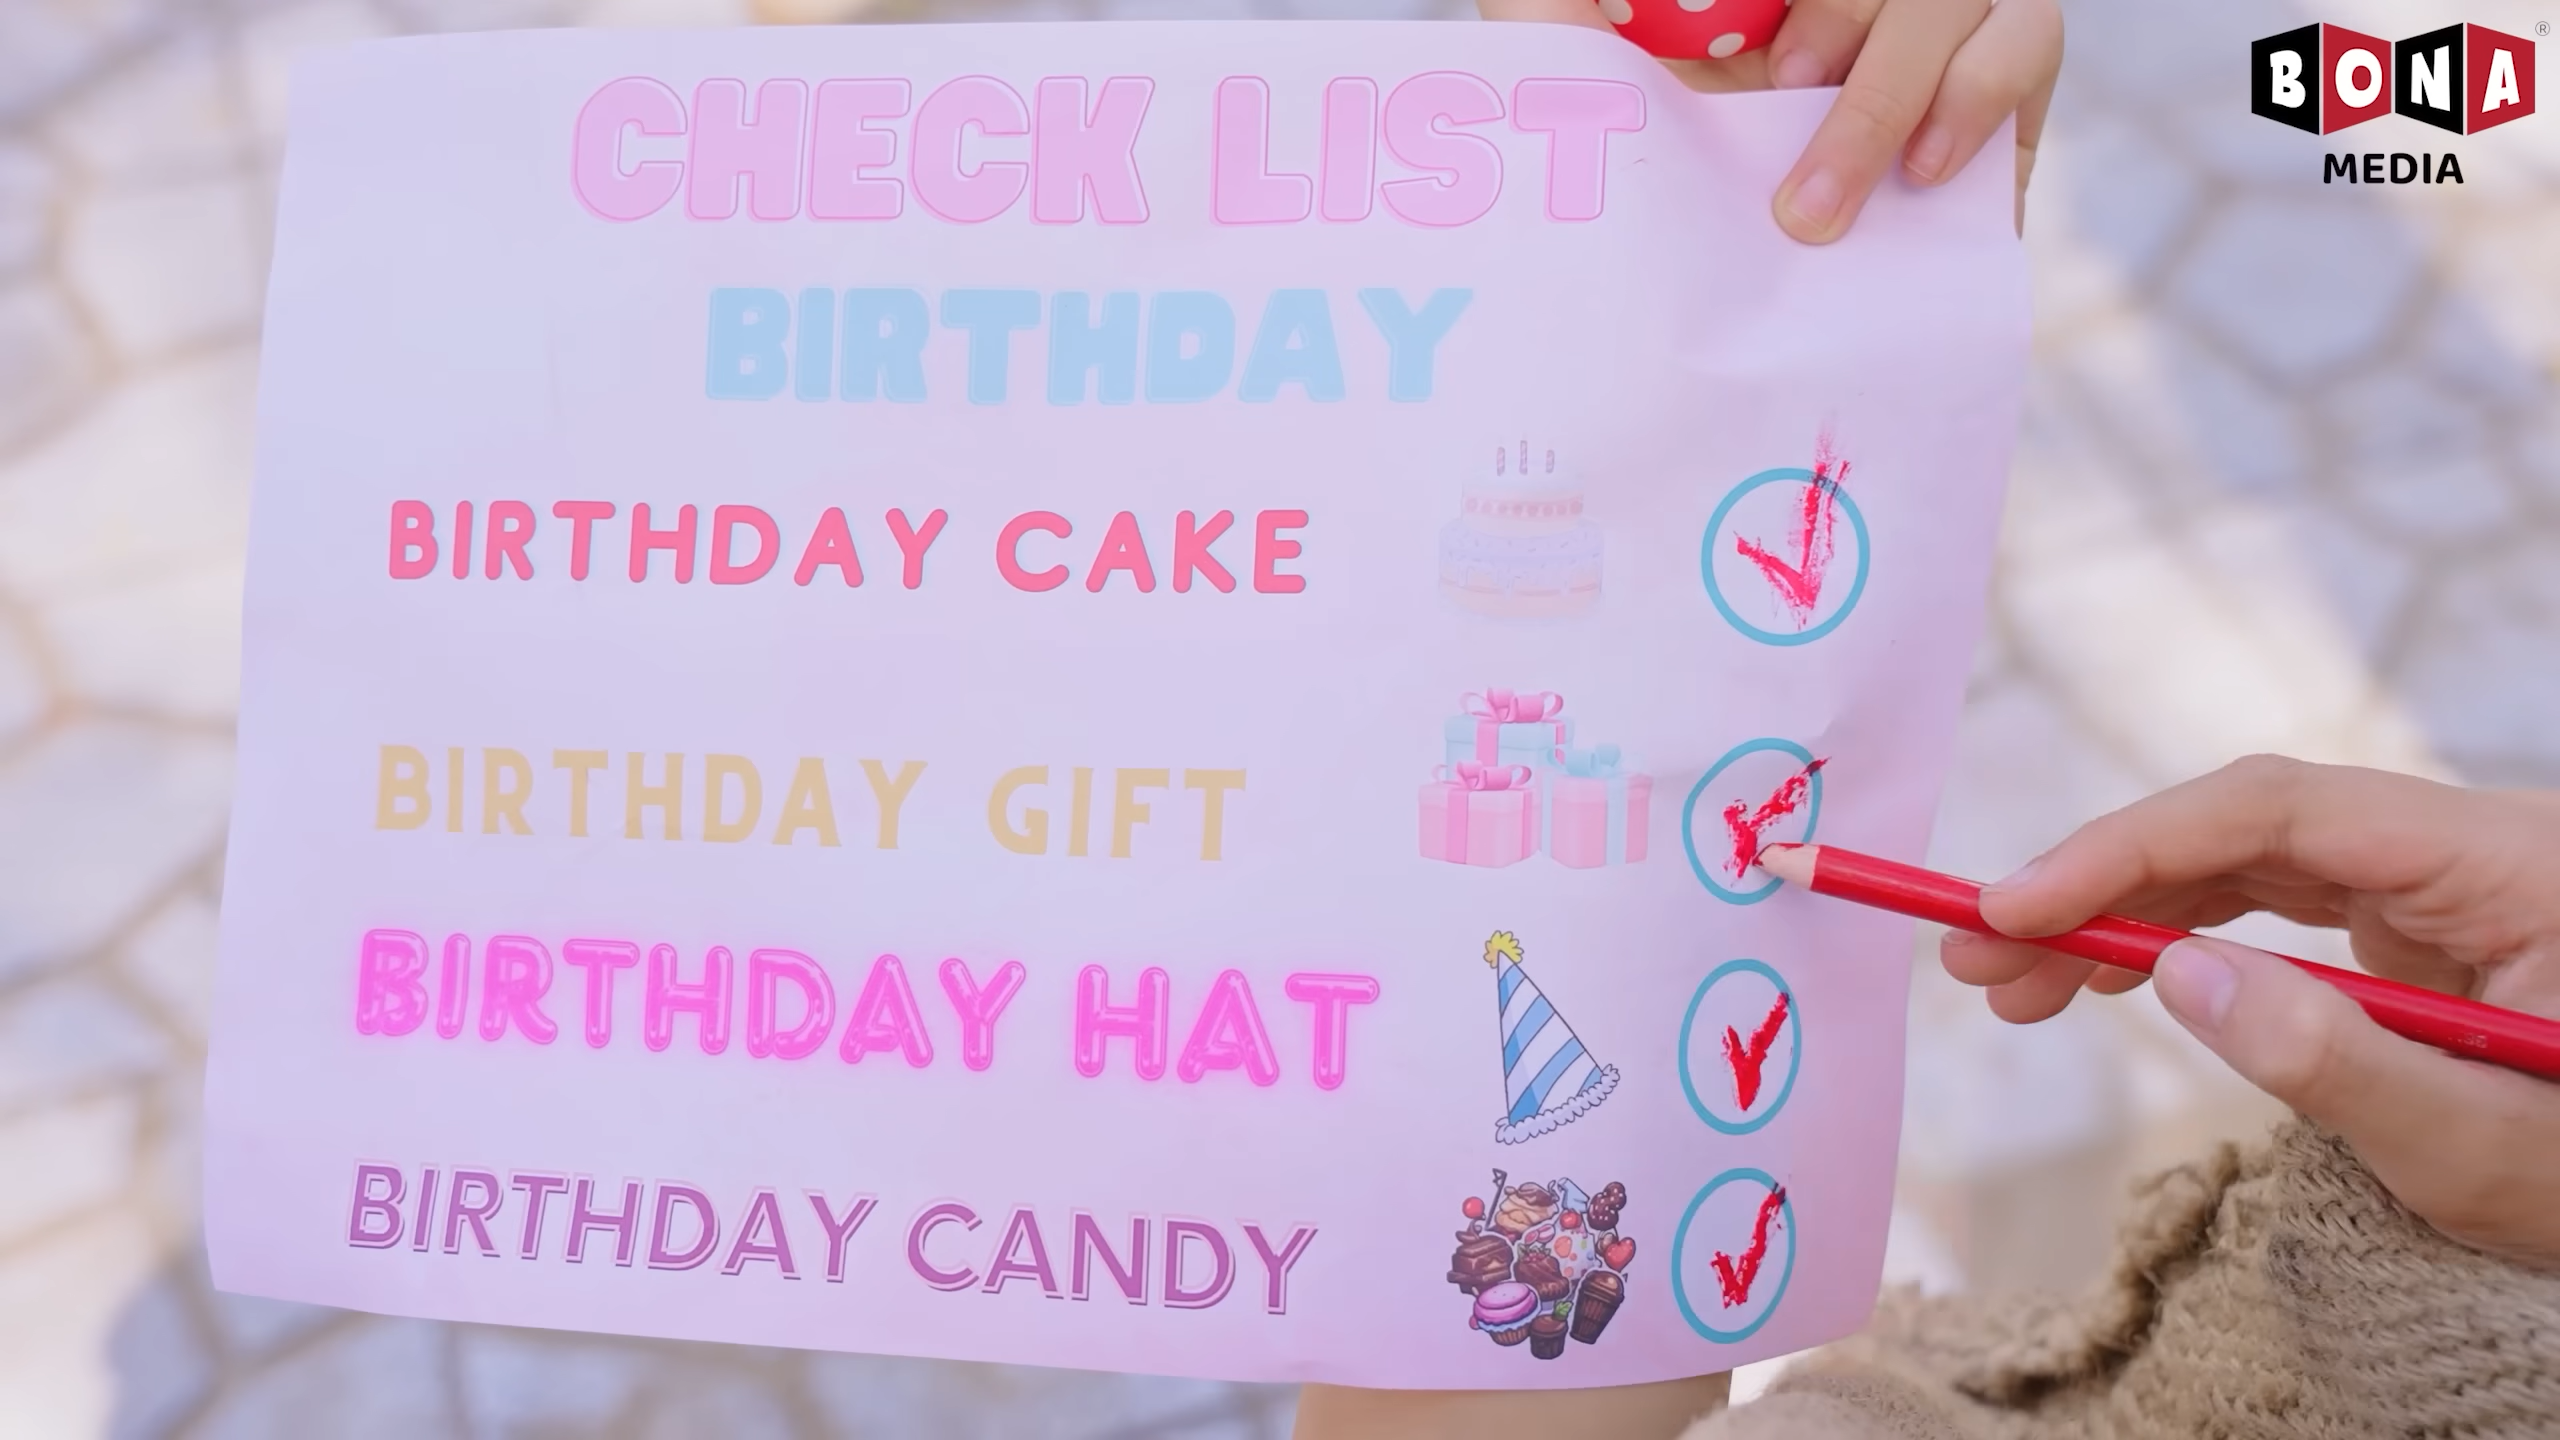 CHECK LIST
BIRTHDAY
BIRTHDAY CAKE
BIRTHDAY GIFT
BIRTHDAY HAT
BIRTHDAY CANDY
BONA ®
MEDIA